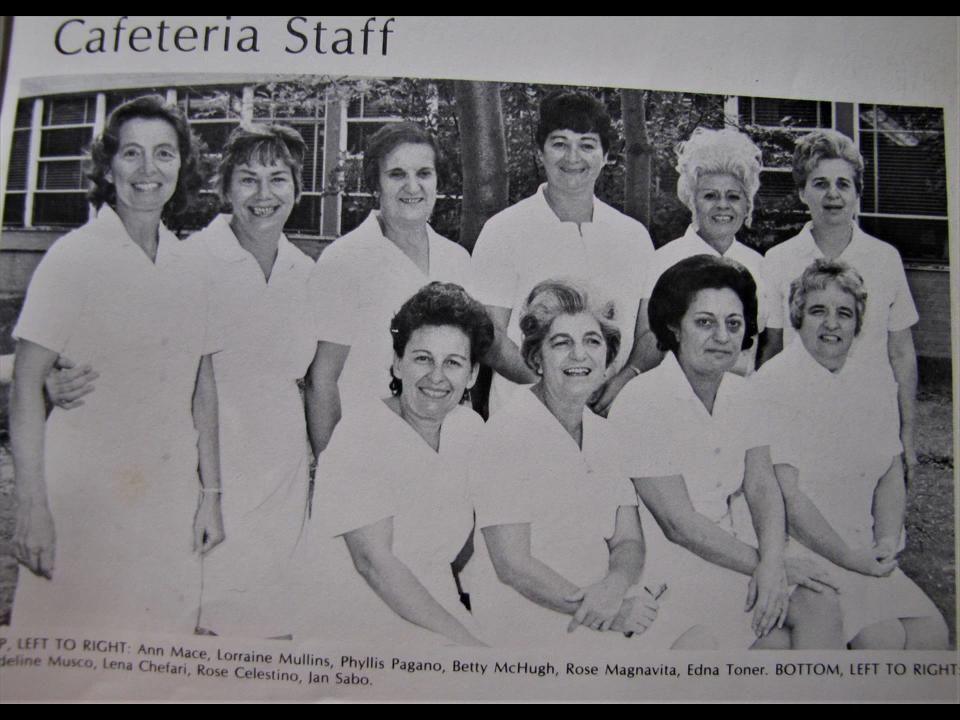 Cafeteria Staff
P, LEFT TO RIGHT: Ann Mace, Lorraine Mullins, Phyllis Pagano, Betty McHugh, Rose Magnavita, Edna Toner. BOTTOM, LEFT TO RIGHT:
deline Musco, Lena Chefari, Rose Celestino, Jan Sabo.